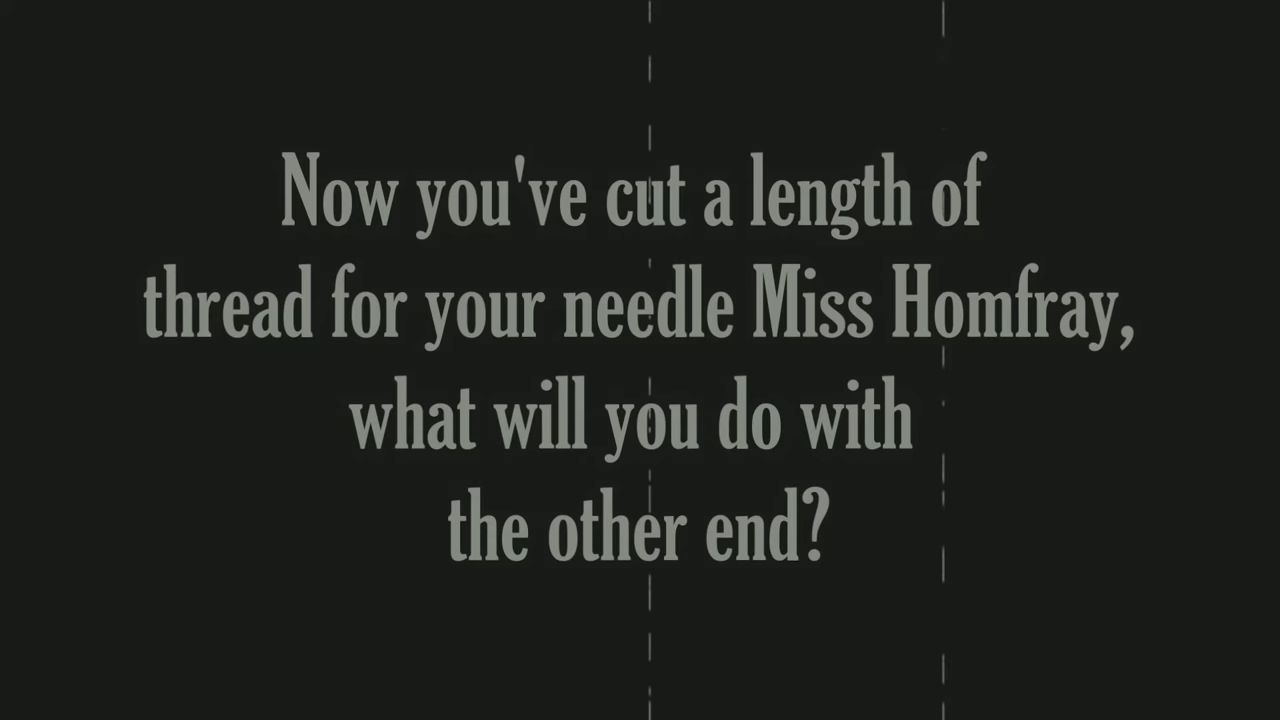 Now you've cut a length of
thread for your needle Miss Homfray,
what will you do with
the other end?